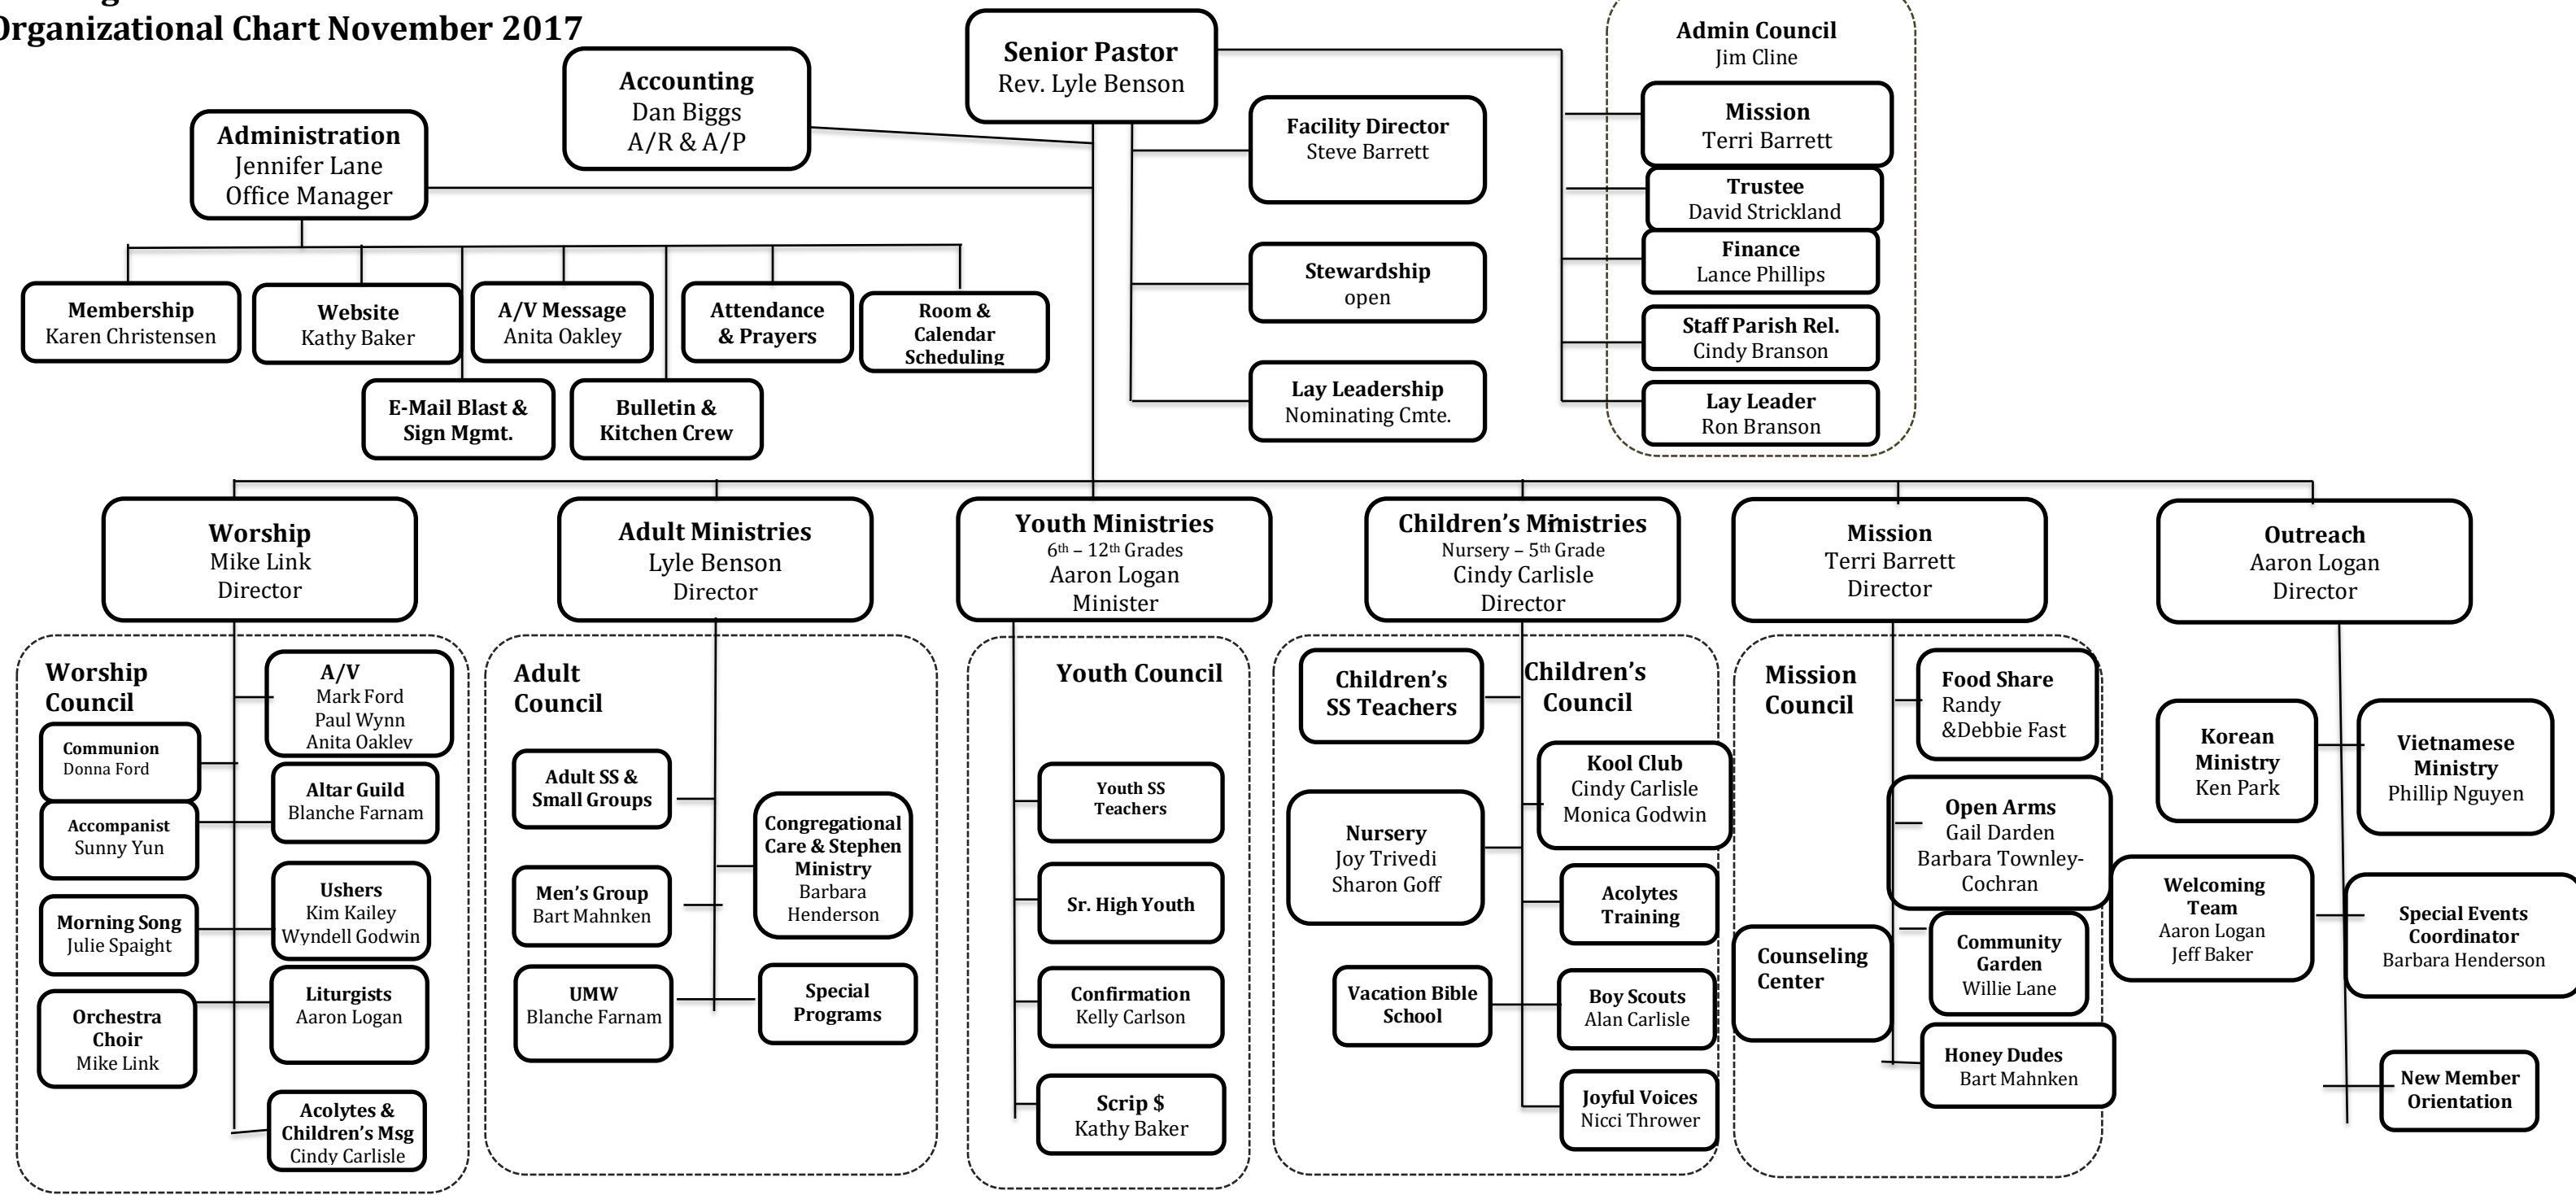 Organizational Chart November 2017
Senior Pastor
Rev. Lyle Benson
Accounting
Dan Biggs
A/R & A/P
Administration
Jennifer Lane
Office Manager
Facility Director
Steve Barrett
Stewardship
open
Lay Leadership
Nominating Cmte.
Admin Council
Jim Cline
Mission
Terri Barrett
Trustee
David Strickland
Finance
Lance Phillips
Staff Parish Rel.
Cindy Branson
Lay Leader
Ron Branson
Membership
Karen Christensen
Website
Kathy Baker
A/V Message
Anita Oakley
Attendance
& Prayers
Room &
Calendar
Scheduling
E-Mail Blast &
Sign Mgmt.
Bulletin &
Kitchen Crew
Worship
Mike Link
Director
Adult Ministries
Lyle Benson
Director
Youth Ministries
6th – 12th Grades
Aaron Logan
Minister
Children's Ministries
Nursery – 5th Grade
Cindy Carlisle
Director
Mission
Terri Barrett
Director
Outreach
Aaron Logan
Director
Worship
Council
A/V
Mark Ford
Paul Wynn
Anita Oakley
Communion
Donna Ford
Altar Guild
Blanche Farnam
Accompanist
Sunny Yun
Ushers
Kim Kailey
Wyndell Godwin
Morning Song
Julie Spaight
Liturgists
Aaron Logan
Orchestra
Choir
Mike Link
Acolytes &
Children's Msg
Cindy Carlisle
Adult
Council
Adult SS &
Small Groups
Congregational
Care & Stephen
Ministry
Barbara
Henderson
Men's Group
Bart Mahnken
UMW
Blanche Farnam
Special
Programs
Youth Council
Youth SS
Teachers
Sr. High Youth
Confirmation
Kelly Carlson
Scrip $
Kathy Baker
Children's
SS Teachers
Children's
Council
Kool Club
Cindy Carlisle
Monica Godwin
Nursery
Joy Trivedi
Sharon Goff
Acolytes
Training
Vacation Bible
School
Boy Scouts
Alan Carlisle
Joyful Voices
Nicci Thrower
Mission
Council
Food Share
Randy
&Debbie Fast
Open Arms
Gail Darden
Barbara Townley-
Cochran
Counseling
Center
Community
Garden
Willie Lane
Honey Dudes
Bart Mahnken
Korean
Ministry
Ken Park
Vietnamese
Ministry
Phillip Nguyen
Welcoming
Team
Aaron Logan
Jeff Baker
Special Events
Coordinator
Barbara Henderson
New Member
Orientation